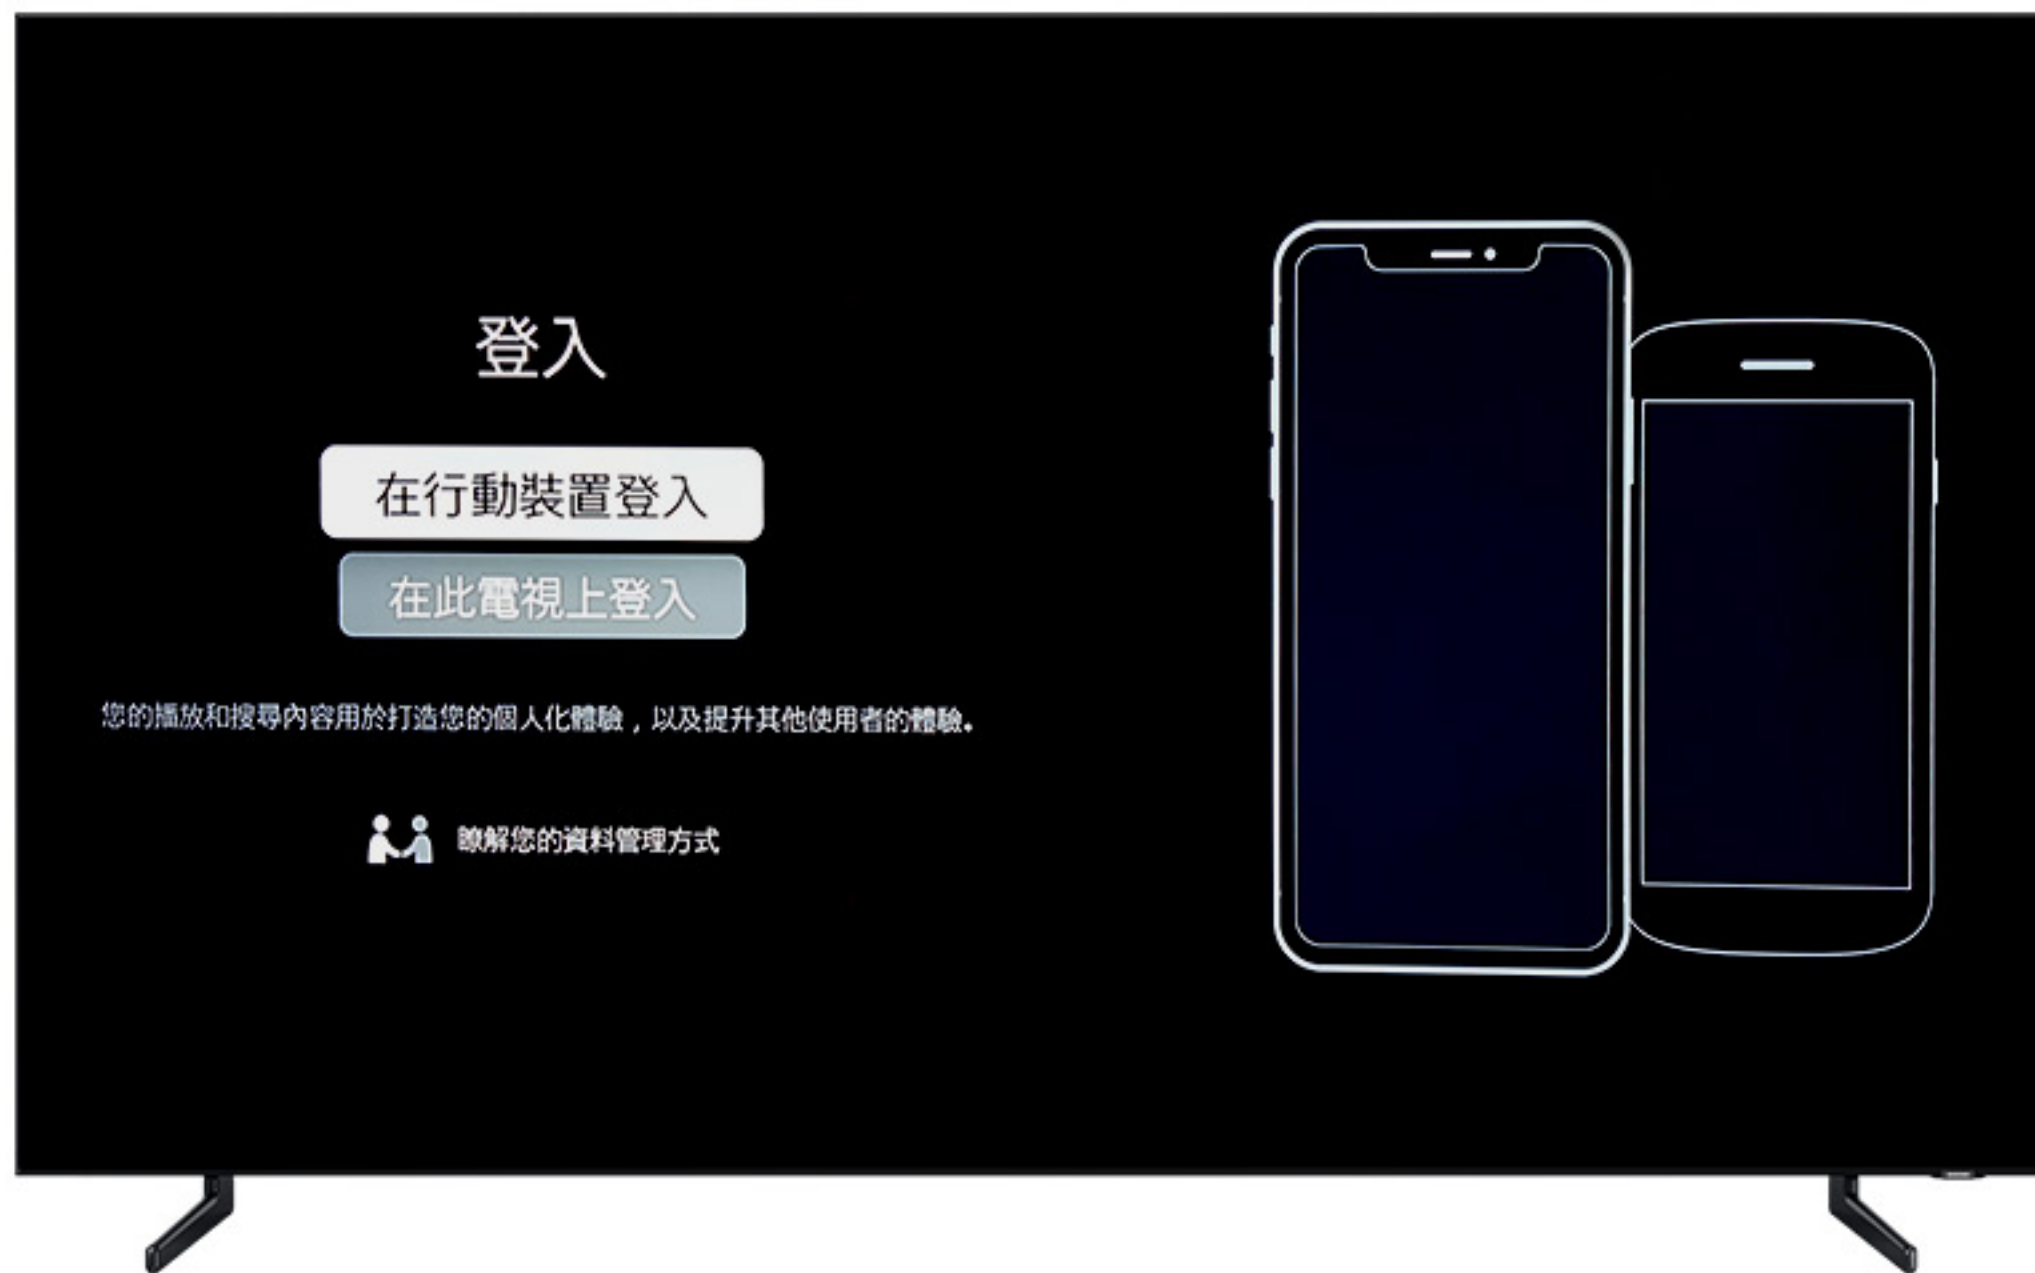 登入
在行動裝置登入
在此電視上登入
您的播放和搜尋內容用於打造您的個人化體驗，以及提升其他使用者的體驗。
瞭解您的資料管理方式